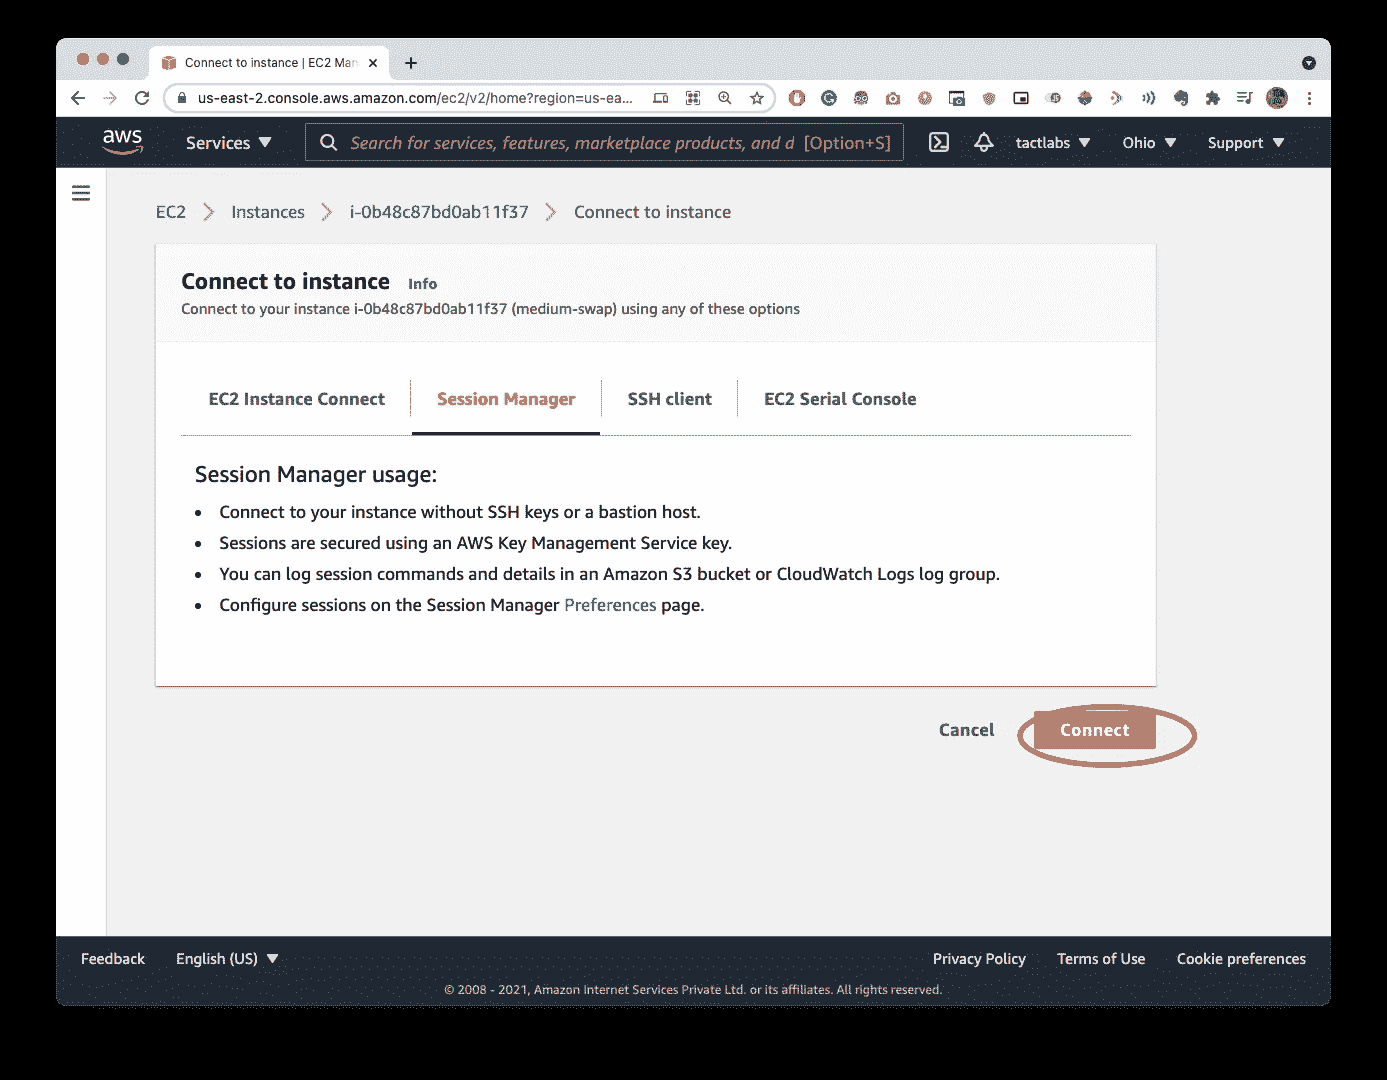 Connect to instance | EC2 Man
us-east-2.console.aws.amazon.com/ec2/v2/home?region=us-ea...
aws
Services
Search for services, features, marketplace products, and d [Option+S]
tactlabs
Ohio
Support
EC2 Instances i-0b48c87bd0ab11f37 Connect to instance
Connect to instance Info
Connect to your instance i-0b48c87bd0ab11f37 (medium-swap) using any of these options
EC2 Instance Connect
Session Manager
SSH client
EC2 Serial Console
Session Manager usage:
• Connect to your instance without SSH keys or a bastion host.
• Sessions are secured using an AWS Key Management Service key.
• You can log session commands and details in an Amazon S3 bucket or CloudWatch Logs log group.
• Configure sessions on the Session Manager Preferences page.
Cancel
Connect
Feedback
English (US)
Privacy Policy
Terms of Use
Cookie preferences
© 2008 - 2021, Amazon Internet Services Private Ltd. or its affiliates. All rights reserved.